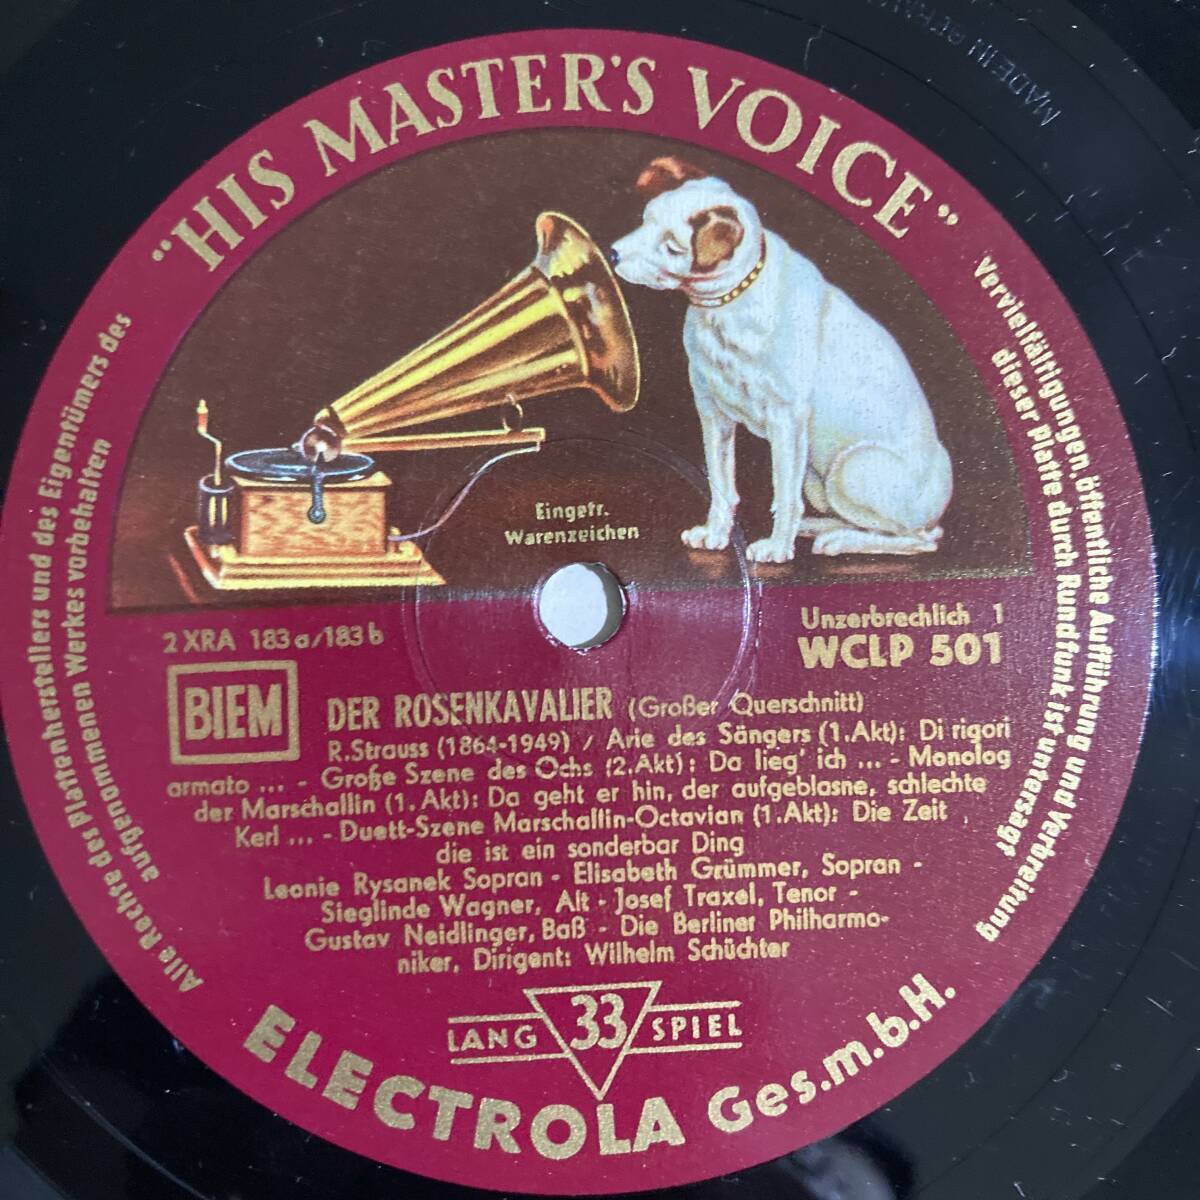 "HIS MASTER'S VOICE"
Alle Rechte des Plattenherstellers und des Eigentümers des
aufgenommenen Werkes vorbehalten
Vervielfältigungen, öffentliche Aufführung und Verbreitung
dieser Platte durch Rundfunk ist untersagt
MADE IN
Eingetr.
Warenzeichen
2 XRA 183 a/183 b
Unzerbrechlich 1
WCLP 501
BIEM
DER ROSENKAVALIER (Großer Querschnitt)
R.Strauss (1864-1949) / Arie des Sängers (1.Akt): Di rigori
armato ... - Große Szene des Ochs (2.Akt): Da lieg' ich ... - Monolog
der Marschallin (1.Akt): Da geht er hin, der aufgeblasne, schlechte
Kerl ... - Duett-Szene Marschallin-Octavian (1.Akt): Die Zeit
die ist ein sonderbar Ding
Leonie Rysanek Sopran - Elisabeth Grümmer, Sopran -
Sieglinde Wagner, Alt - Josef Traxel, Tenor -
Gustav Neidlinger, Baß - Die Berliner Philharmo-
niker, Dirigent: Wilhelm Schüchter
LANG 33 SPIEL
ELECTROLA Ges.m.b.H.